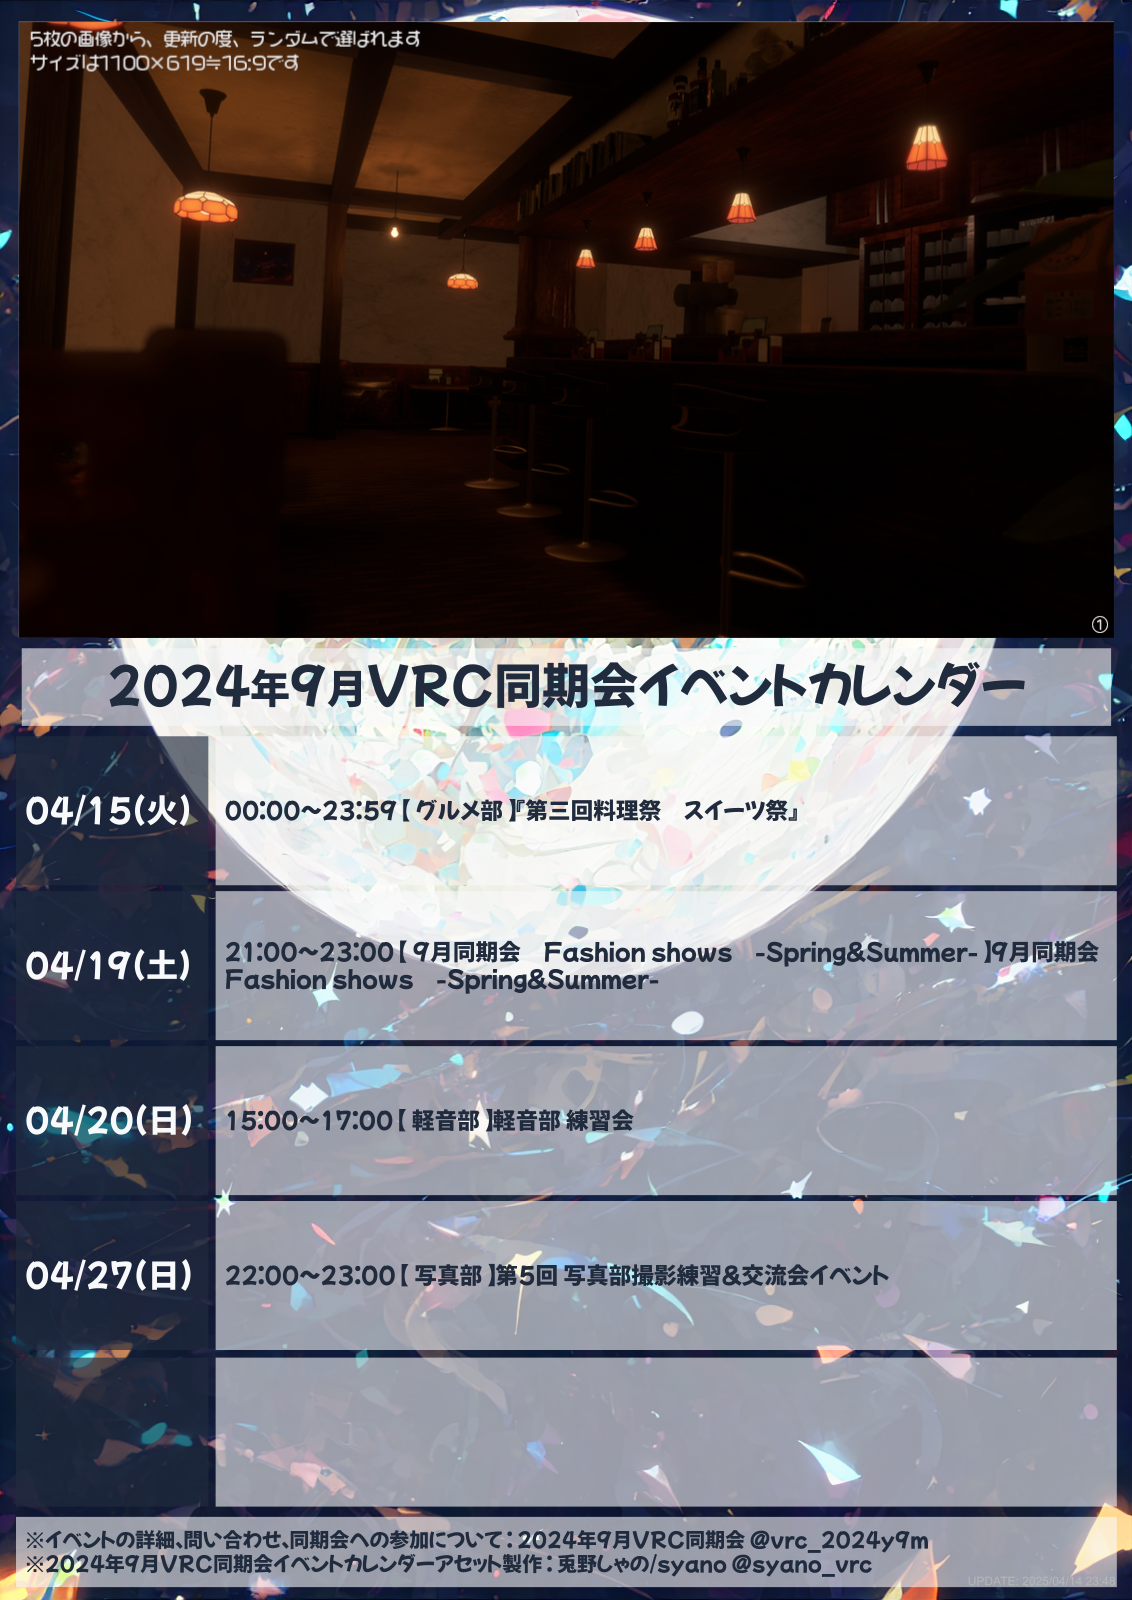 5枚の画像から、更新の度、ランダムで選ばれます
サイズは1100×619≒16:9です
①
2024年9月VRC同期会イベントカレンダー
04/15(火)
00:00～23:59【 グルメ部 】『第三回料理祭　スイーツ祭』
04/19(土)
21:00～23:00【 9月同期会　Fashion shows　-Spring&Summer- 】9月同期会
Fashion shows　-Spring&Summer-
04/20(日)
15:00～17:00【 軽音部 】軽音部 練習会
04/27(日)
22:00～23:00【 写真部 】第5回 写真部撮影練習&交流会イベント
※イベントの詳細、問い合わせ、同期会への参加について：2024年9月VRC同期会 @vrc_2024y9m
※2024年9月VRC同期会イベントカレンダーアセット製作：兎野しゃの/syano @syano_vrc
UPDATE: 2025/04/14 23:48